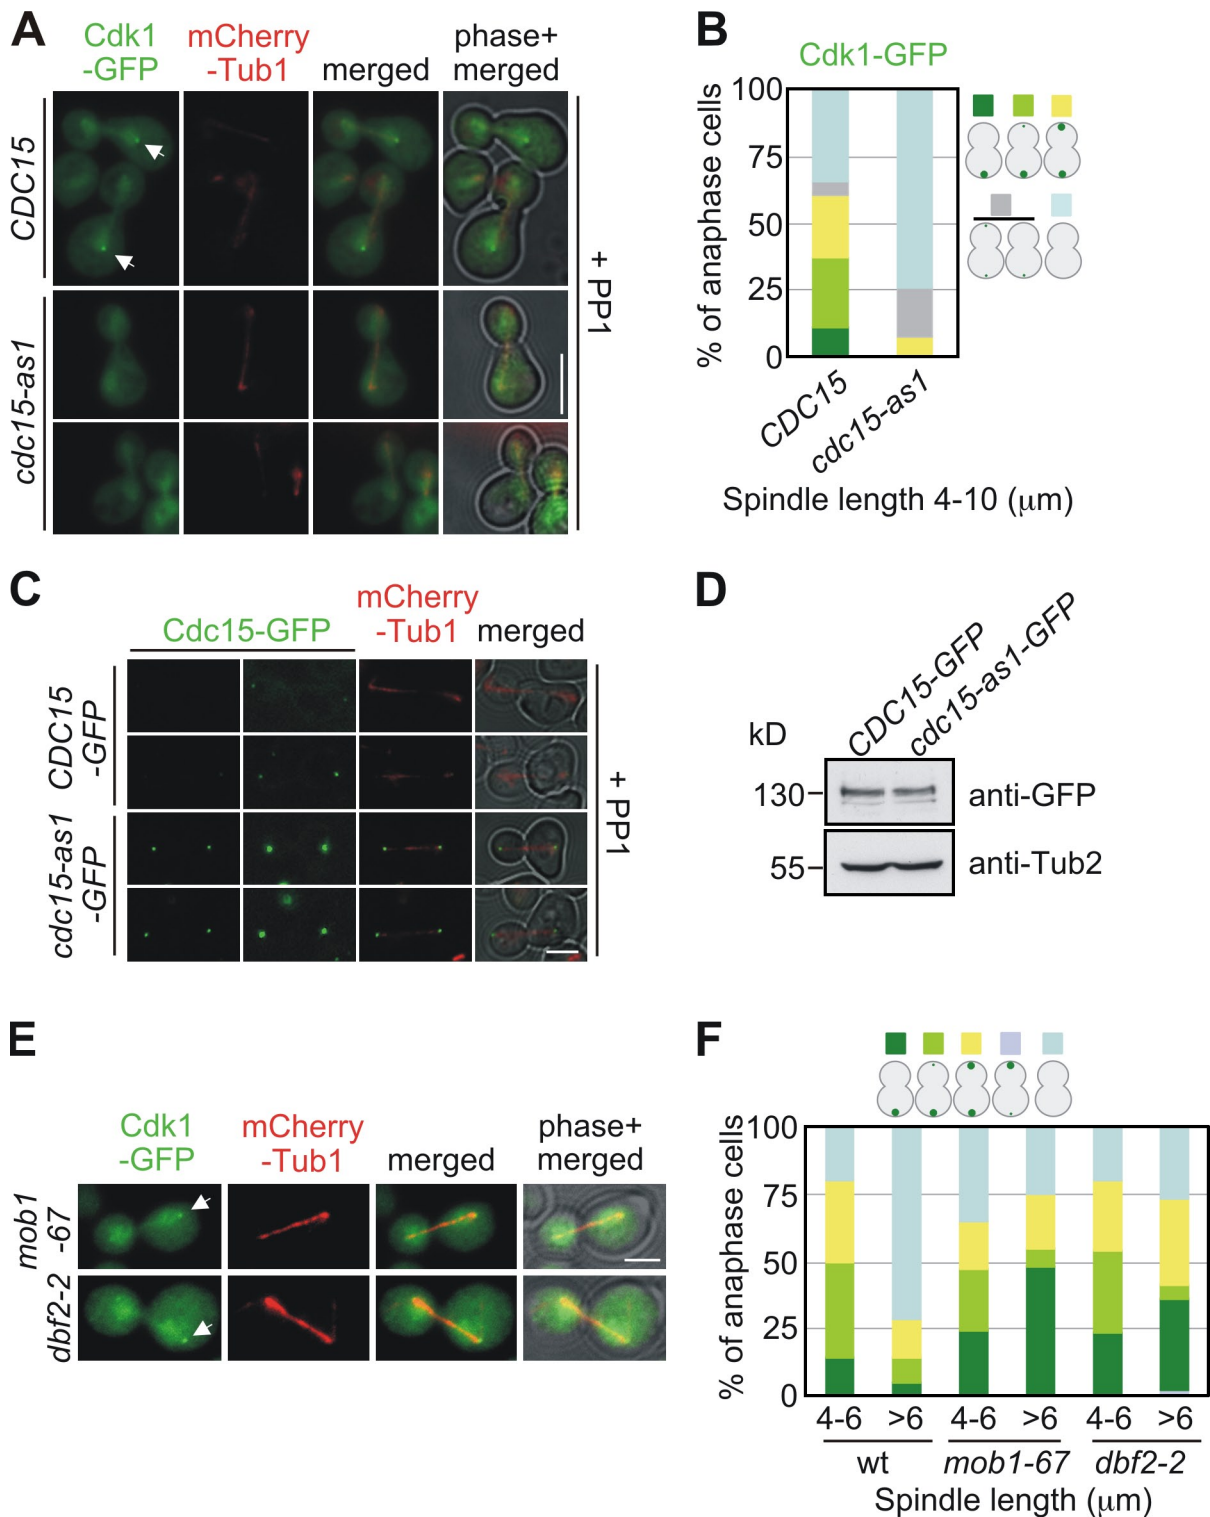 A
Cdk1
-GFP
mCherry
-Tub1
merged
phase+
merged
CDC15
cdc15-as1
+ PP1
B
Cdk1-GFP
% of anaphase cells
100
75
50
25
0
CDC15
cdc15-as1
Spindle length 4-10 (μm)
C
Cdc15-GFP
mCherry
-Tub1
merged
CDC15
-GFP
cdc15-as1
-GFP
+ PP1
D
kD
CDC15-GFP
cdc15-as1-GFP
130
anti-GFP
55
anti-Tub2
E
Cdk1
-GFP
mCherry
-Tub1
merged
phase+
merged
mob1
-67
dbf2-2
F
% of anaphase cells
100
75
50
25
0
4-6 >6 4-6 >6 4-6 >6
wt mob1-67 dbf2-2
Spindle length (μm)